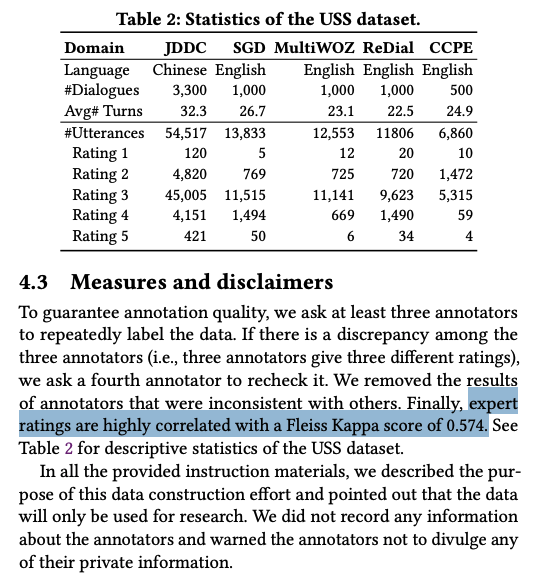 Table 2: Statistics of the USS dataset.
Domain JDDC SGD MultiWOZ ReDial CCPE
Language Chinese English English English English
#Dialogues 3,300 1,000 1,000 1,000 500
Avg# Turns 32.3 26.7 23.1 22.5 24.9
#Utterances 54,517 13,833 12,553 11806 6,860
Rating 1 120 5 12 20 10
Rating 2 4,820 769 725 720 1,472
Rating 3 45,005 11,515 11,141 9,623 5,315
Rating 4 4,151 1,494 669 1,490 59
Rating 5 421 50 6 34 4
4.3 Measures and disclaimers
To guarantee annotation quality, we ask at least three annotators
to repeatedly label the data. If there is a discrepancy among the
three annotators (i.e., three annotators give three different ratings),
we ask a fourth annotator to recheck it. We removed the results
of annotators that were inconsistent with others. Finally, expert
ratings are highly correlated with a Fleiss Kappa score of 0.574. See
Table 2 for descriptive statistics of the USS dataset.
In all the provided instruction materials, we described the pur-
pose of this data construction effort and pointed out that the data
will only be used for research. We did not record any information
about the annotators and warned the annotators not to divulge any
of their private information.